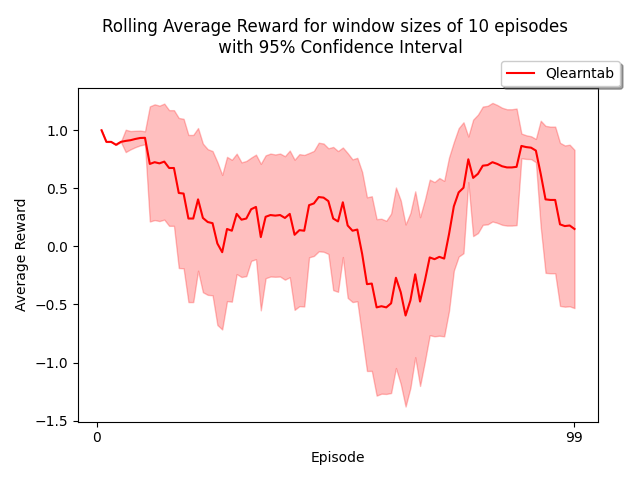 Rolling Average Reward for window sizes of 10 episodes
with 95% Confidence Interval
Qlearntab
Average Reward
1.0
0.5
0.0
−0.5
−1.0
−1.5
0
99
Episode